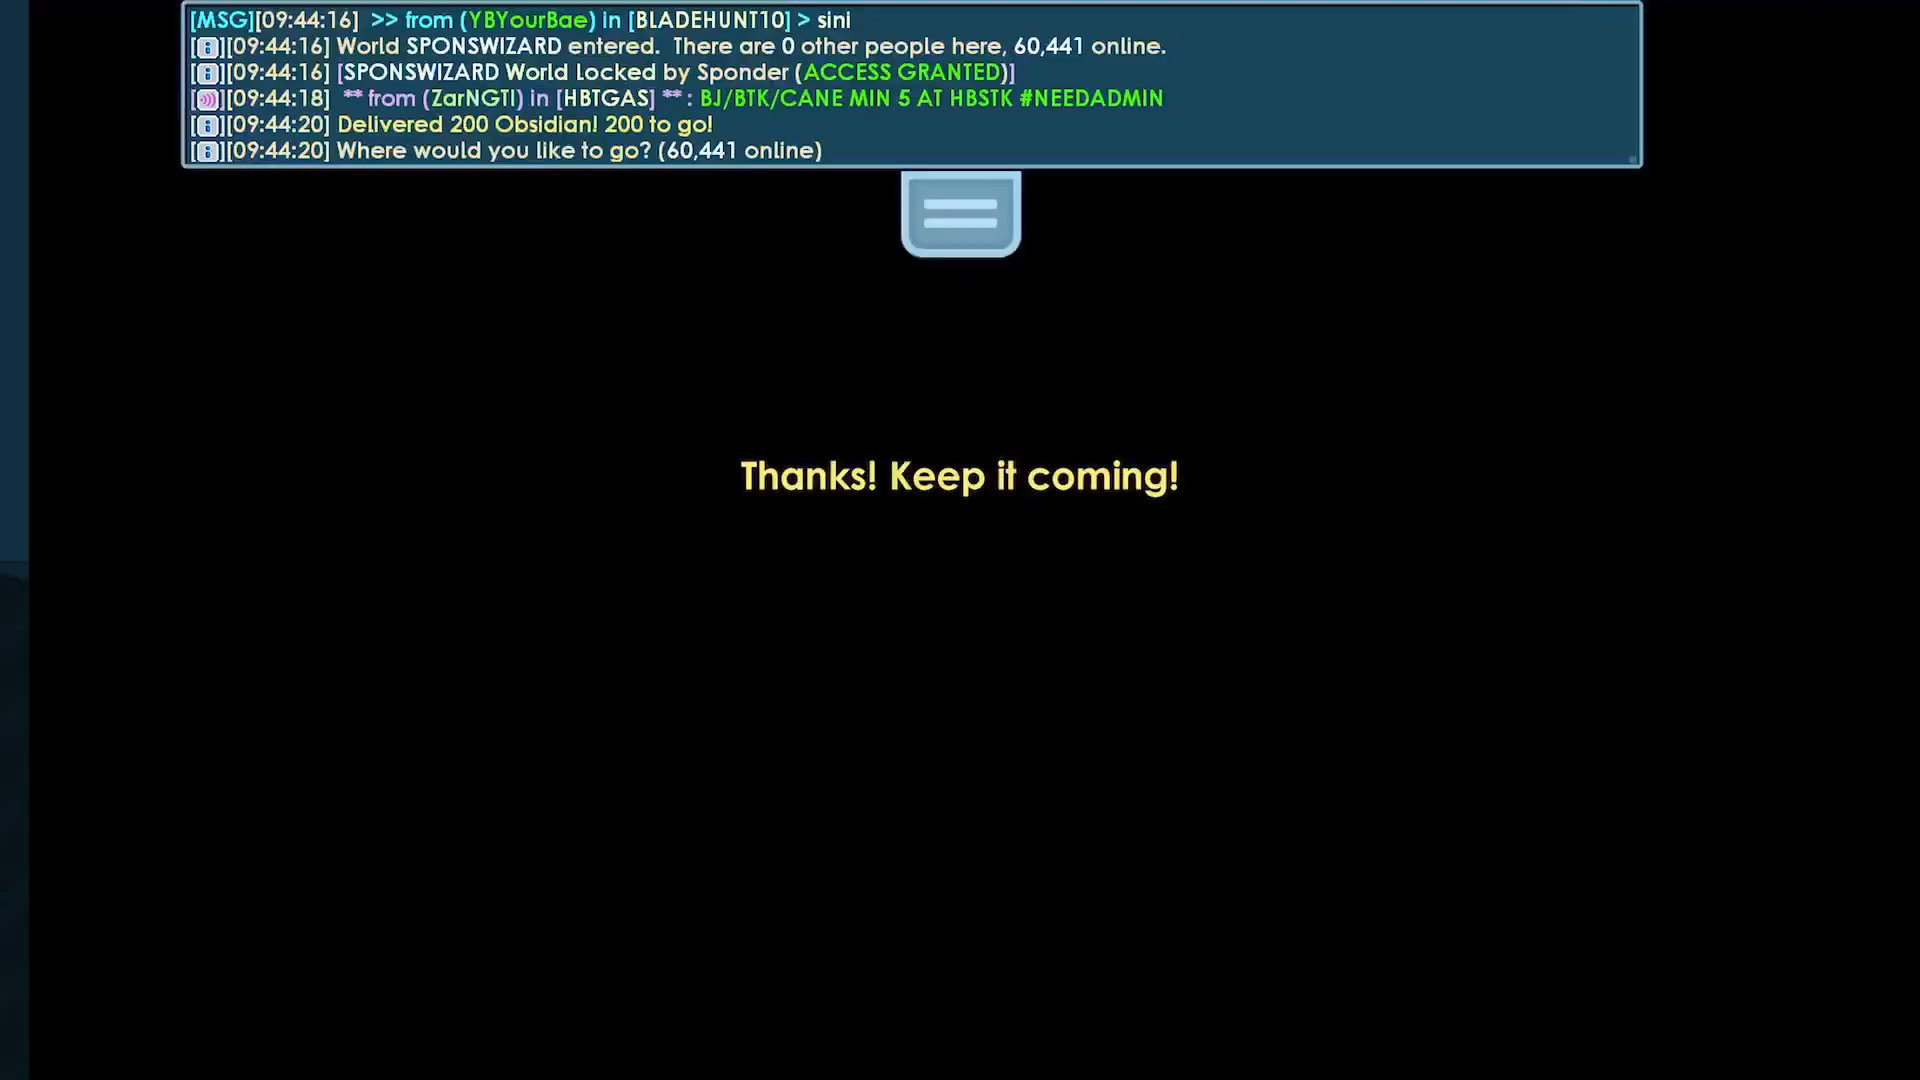 [MSG][09:44:16] >> from (YBYourBae) in [BLADEHUNT10] > sini
[i][09:44:16] World SPONSWIZARD entered. There are 0 other people here, 60,441 online.
[i][09:44:16] [SPONSWIZARD World Locked by Sponder (ACCESS GRANTED)]
[][09:44:18] ** from (ZarNGTI) in [HBTGAS] ** : BJ/BTK/CANE MIN 5 AT HBSTK #NEEDADMIN
[i][09:44:20] Delivered 200 Obsidian! 200 to go!
[i][09:44:20] Where would you like to go? (60,441 online)
Thanks! Keep it coming!